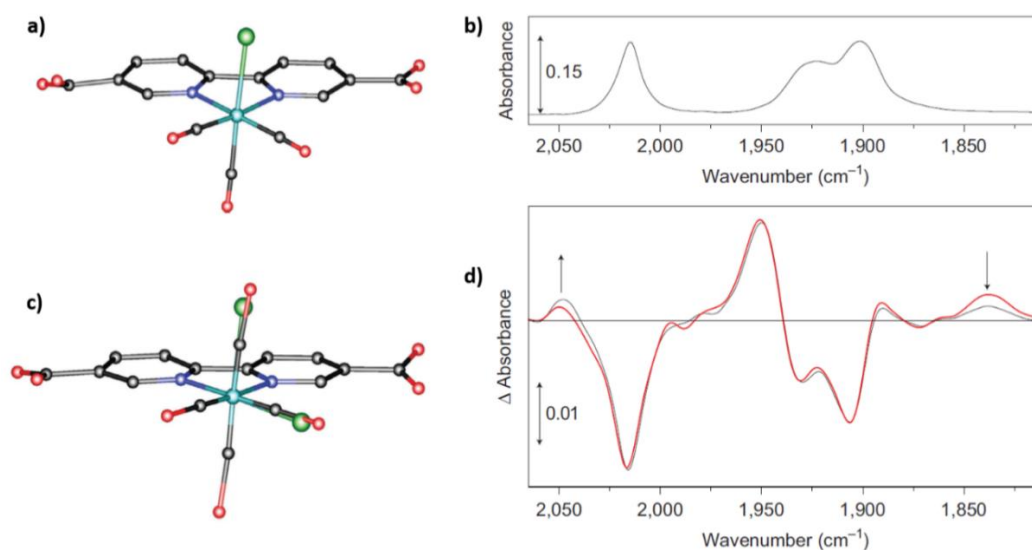 a)
b)
Absorbance
0.15
2,050 2,000 1,950 1,900 1,850
Wavenumber (cm⁻¹)
c)
d)
Δ Absorbance
0.01
2,050 2,000 1,950 1,900 1,850
Wavenumber (cm⁻¹)